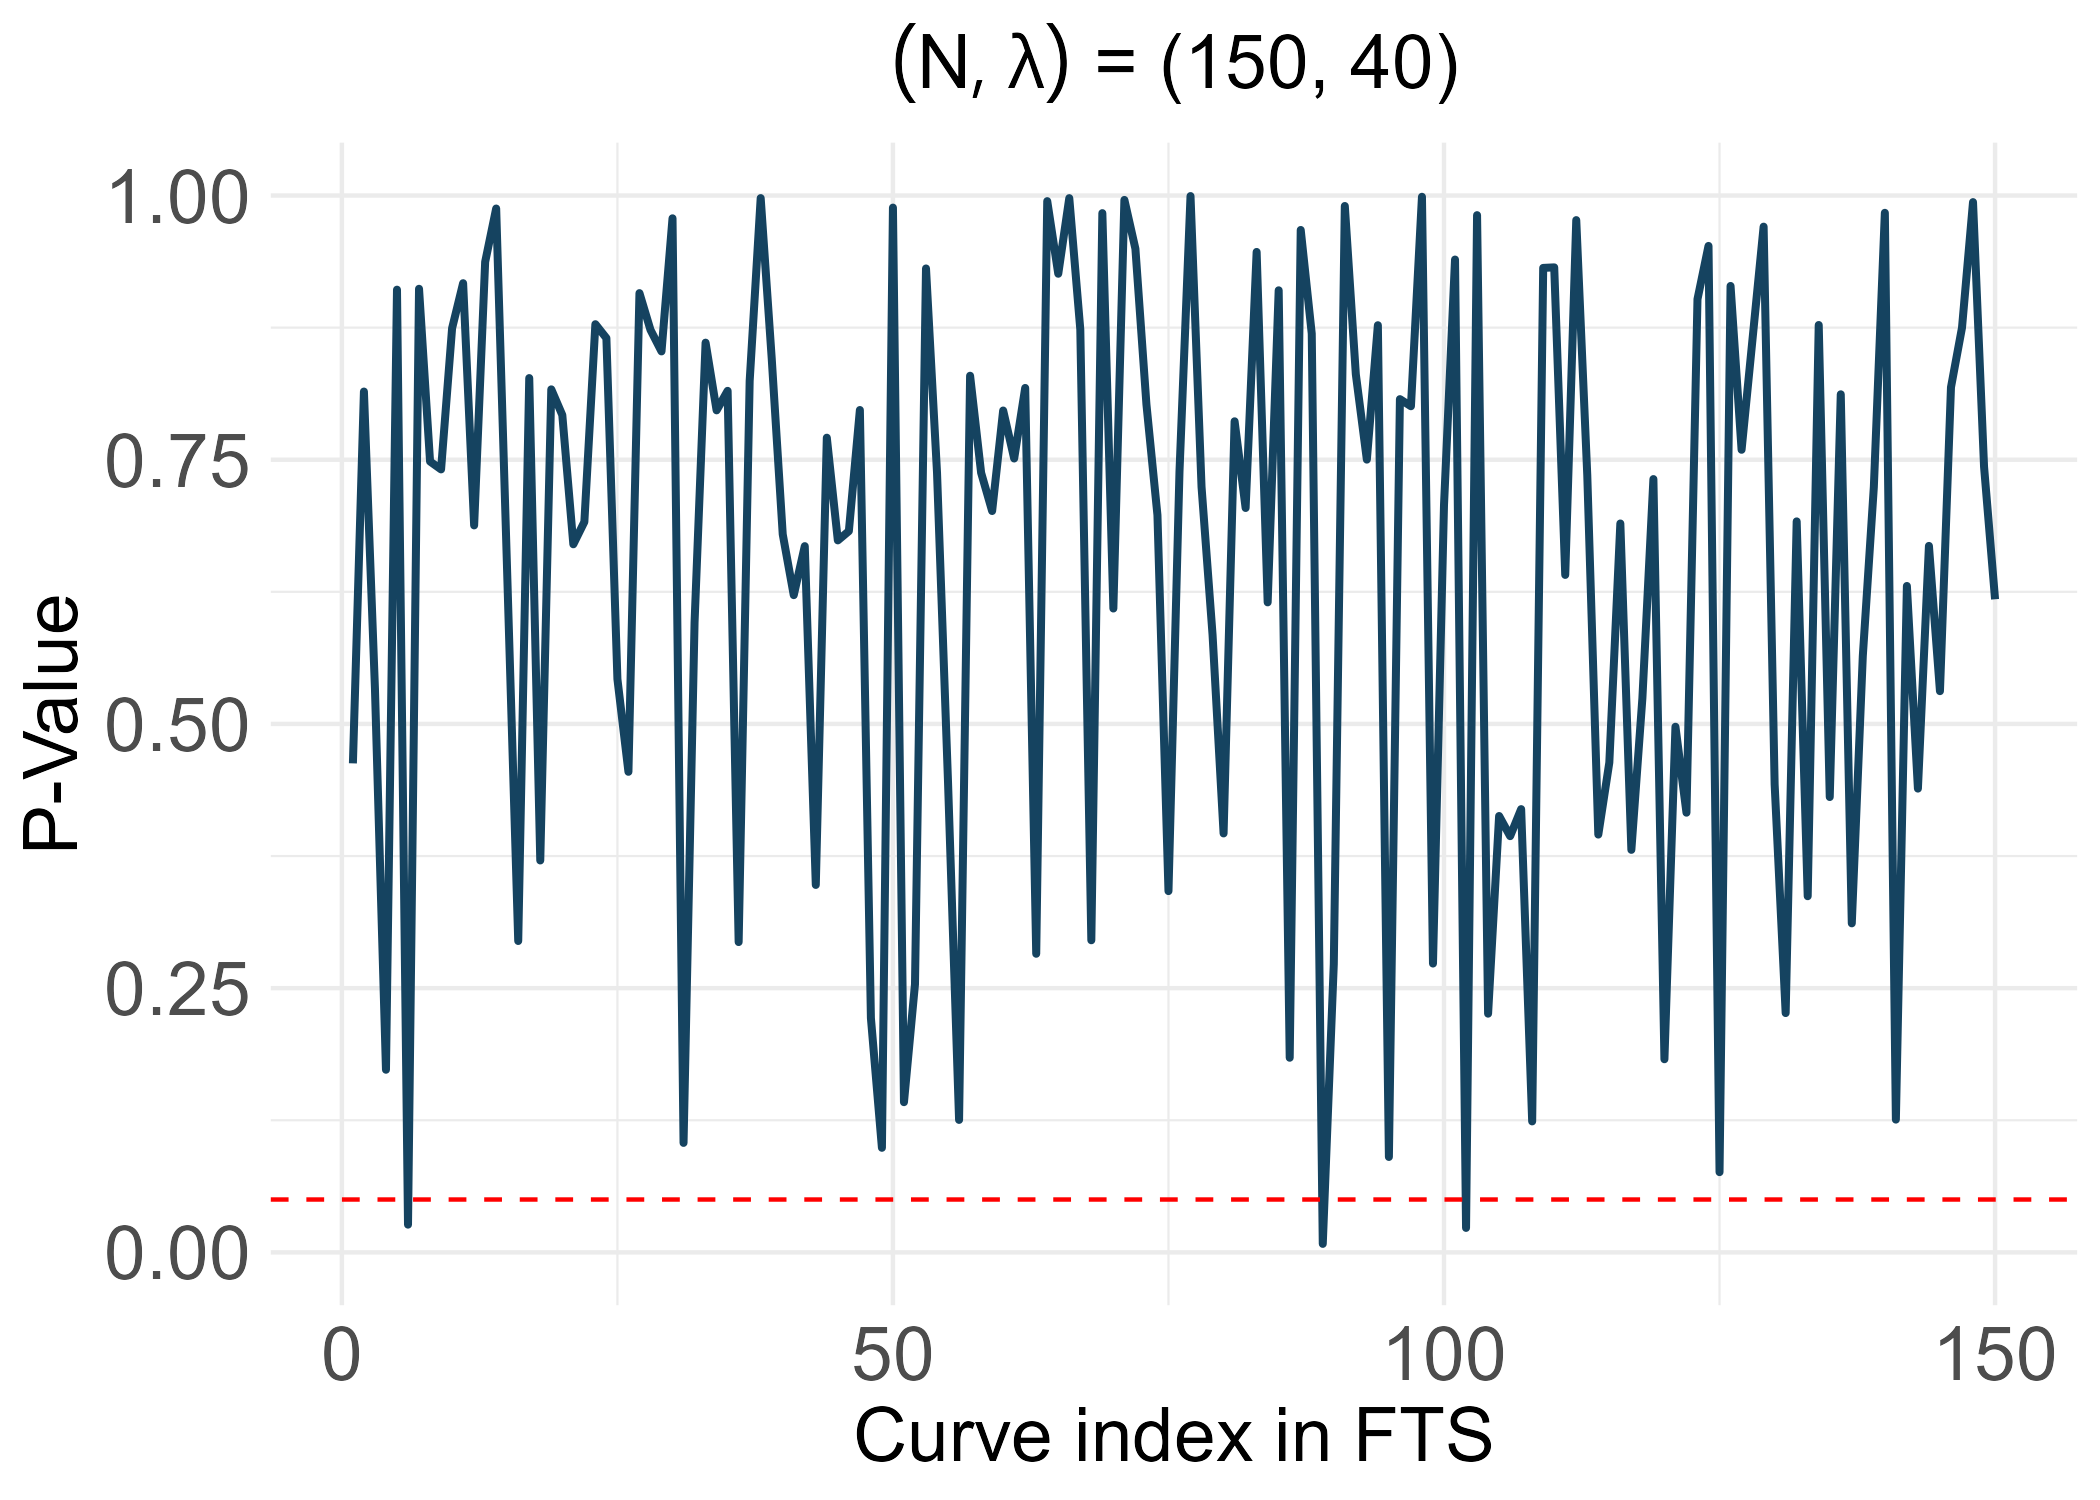 (N, λ) = (150, 40)
1.00
0.75
0.50
0.25
0.00
P-Value
0 50 100 150
Curve index in FTS